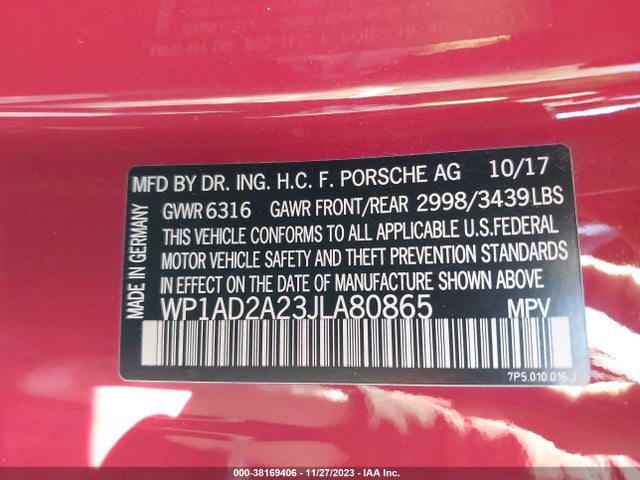 MFD BY DR. ING. H.C. F. PORSCHE AG 10/17
GVWR 6316 GAWR FRONT/REAR 2998/3439 LBS
THIS VEHICLE CONFORMS TO ALL APPLICABLE U.S.FEDERAL
MOTOR VEHICLE SAFETY AND THEFT PREVENTION STANDARDS
IN EFFECT ON THE DATE OF MANUFACTURE SHOWN ABOVE
WP1AD2A23JLA80865 MPV
MADE IN GERMANY
7P5.010.016 J
000-38169406 - 11/27/2023 - IAA Inc.